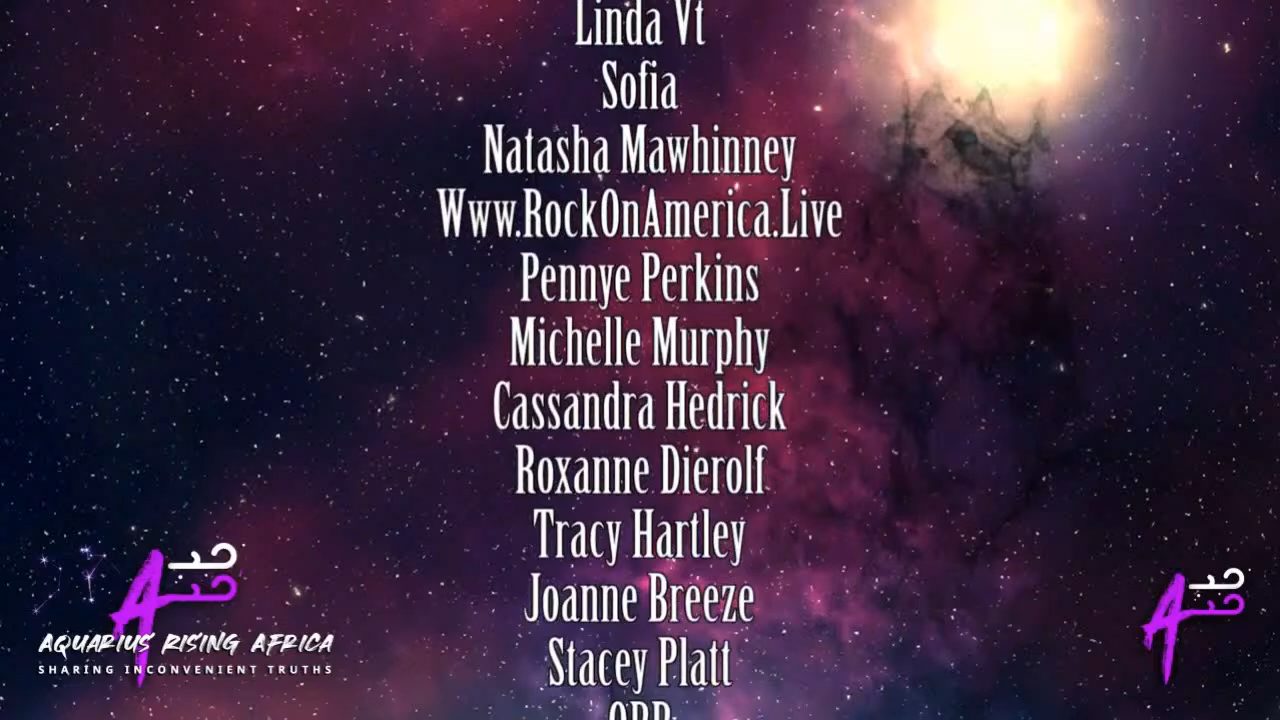 Linda Vt
Sofia
Natasha Mawhinney
Www.RockOnAmerica.Live
Pennye Perkins
Michelle Murphy
Cassandra Hedrick
Roxanne Dierolf
Tracy Hartley
Joanne Breeze
Stacey Platt
AQUARIUS RISING AFRICA
SHARING INCONVENIENT TRUTHS